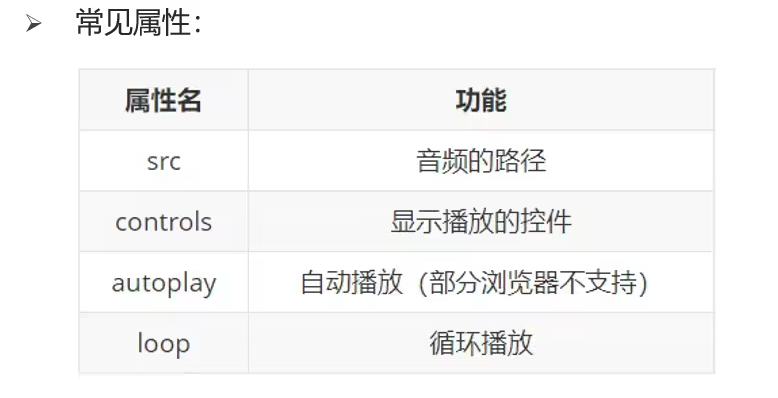 常见属性：
属性名 功能
src 音频的路径
controls 显示播放的控件
autoplay 自动播放（部分浏览器不支持）
loop 循环播放